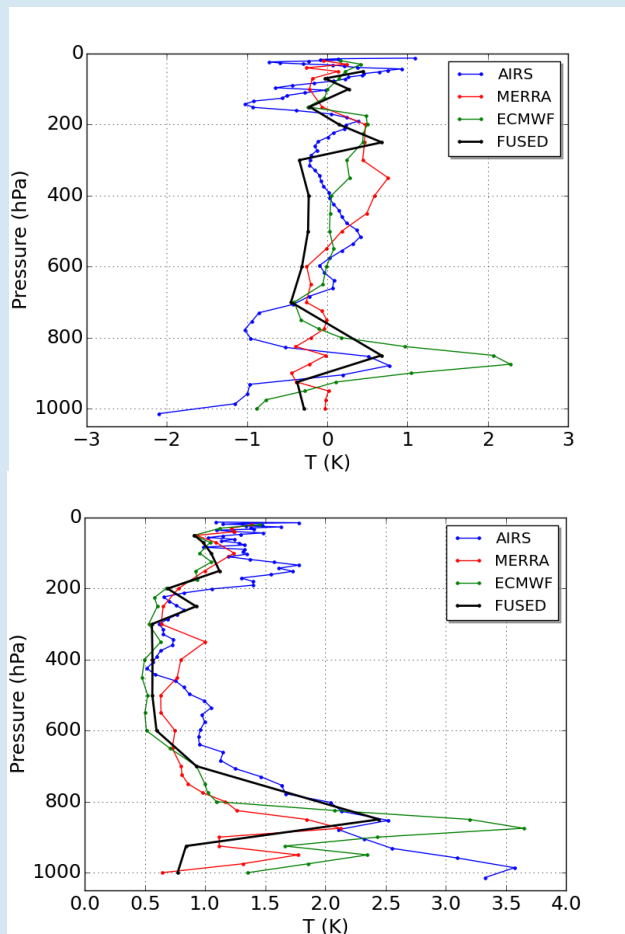 0
200
400
600
800
1000
Pressure (hPa)
AIRS
MERRA
ECMWF
FUSED
−3 −2 −1 0 1 2 3
T (K)
0
200
400
600
800
1000
Pressure (hPa)
AIRS
MERRA
ECMWF
FUSED
0.0 0.5 1.0 1.5 2.0 2.5 3.0 3.5 4.0
T (K)